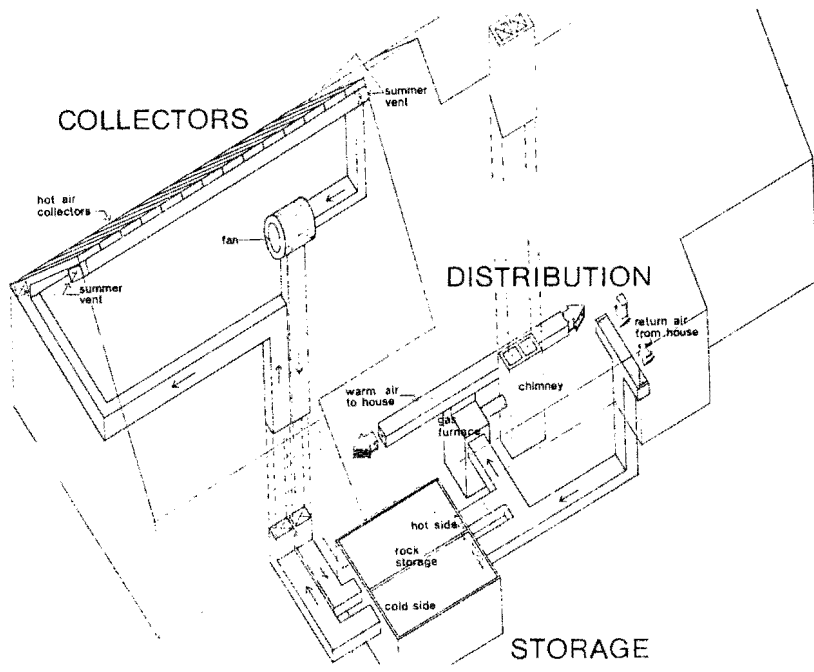 summer
vent
COLLECTORS
hot air
collectors
fan
summer
vent
DISTRIBUTION
return air
from house
warm air
to house
chimney
gas
furnace
hot side
rock
storage
cold side
STORAGE